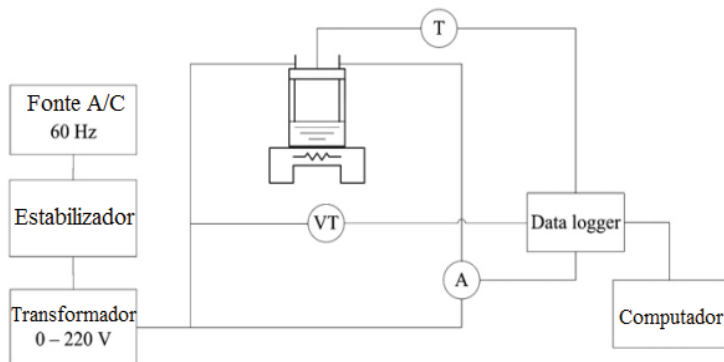 T
Fonte A/C
60 Hz
Estabilizador
VT
Data logger
A
Transformador
0 – 220 V
Computador